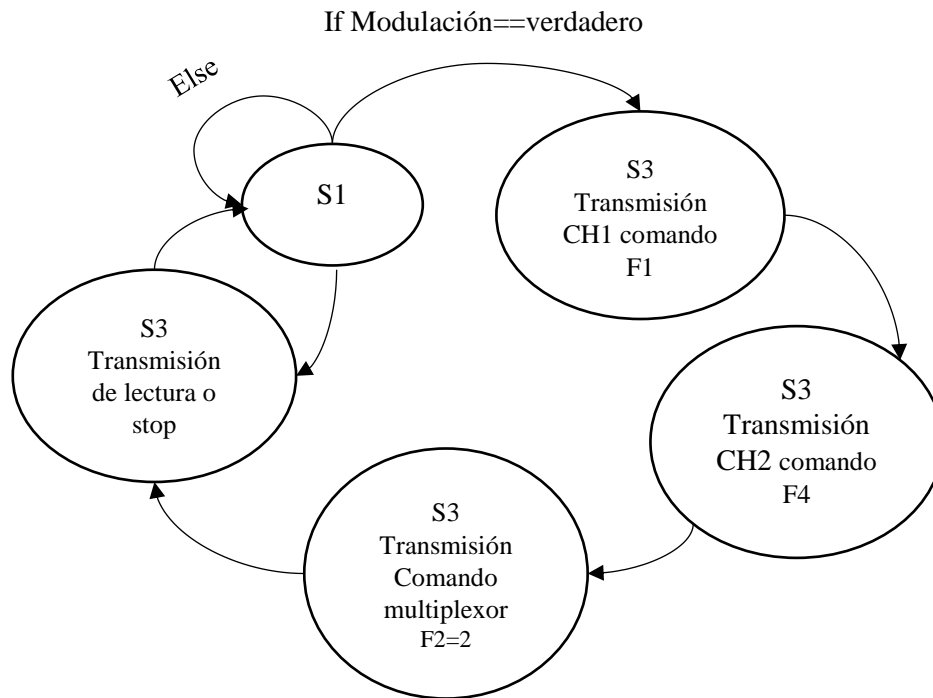 If Modulación==verdadero
Else
S1
S3
Transmisión
CH1 comando
F1
S3
Transmisión
CH2 comando
F4
S3
Transmisión
Comando
multiplexor
F2=2
S3
Transmisión
de lectura o
stop